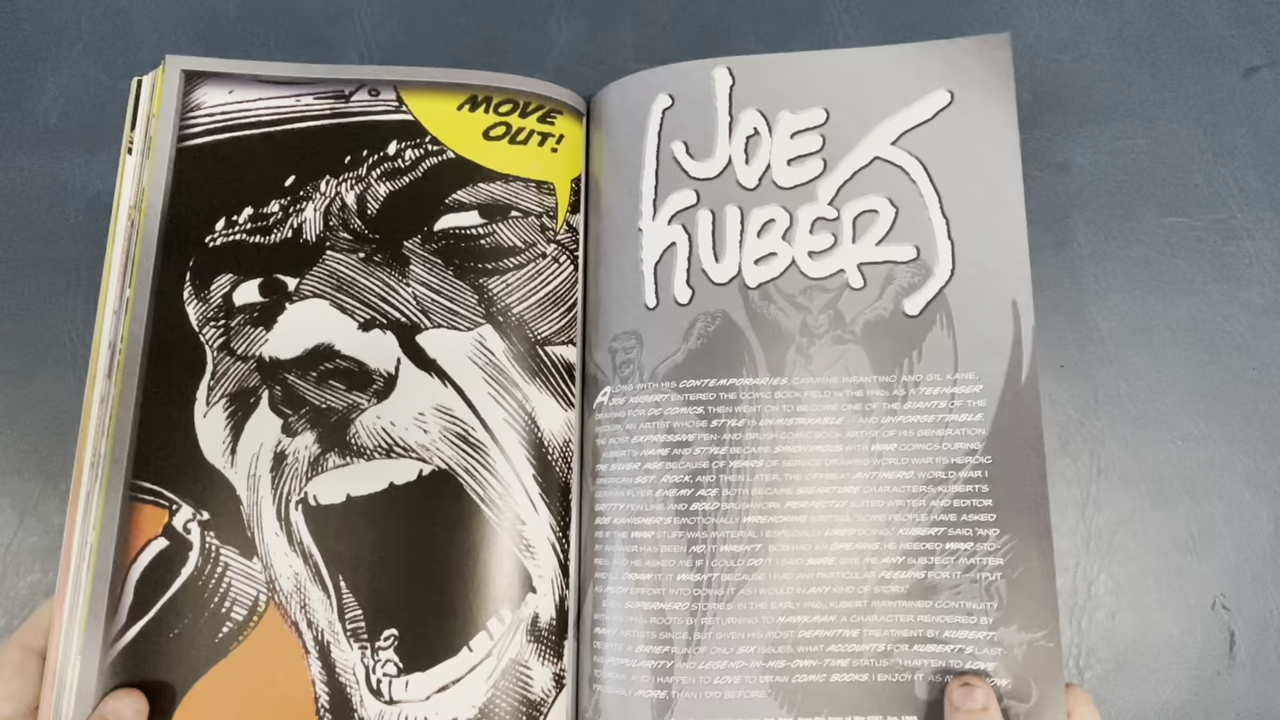 MOVE
OUT!
JOE
KUBERT
ALONG WITH HIS CONTEMPORARIES, CARMINE INFANTINO AND GIL KANE,
JOE KUBERT ENTERED THE COMIC BOOK FIELD IN THE 1940s AS A TEENAGER
DRAWING FOR DC COMICS, THEN WENT ON TO BECOME ONE OF THE GIANTS OF THE
MEDIUM, AN ARTIST WHOSE STYLE IS UNMISTAKABLE AND UNFORGETTABLE,
THE MOST EXPRESSIVE PEN-AND-BRUSH COMIC BOOK ARTIST OF HIS GENERATION.
KUBERT'S NAME AND STYLE BECAME SYNONYMOUS WITH WAR COMICS DURING
THE SILVER AGE BECAUSE OF YEARS OF SERVICE DRAWING WORLD WAR II'S HEROIC
AMERICAN SGT. ROCK, AND THEN LATER, THE OFFBEAT ANTIHERO, WORLD WAR I
GERMAN FLYER ENEMY ACE. BOTH BECAME SIGNATURE CHARACTERS; KUBERT'S
GRITTY PEN LINE AND BOLD BRUSHWORK PERFECTLY SUITED WRITER AND EDITOR
BOB KANIGHER'S EMOTIONALLY WRENCHING WRITING. "SOME PEOPLE HAVE ASKED
ME IF THE WAR STUFF WAS MATERIAL I ESPECIALLY LIKED DOING," KUBERT SAID, "AND
MY ANSWER HAS BEEN NO, IT WASN'T. BOB HAD AN OPENING, HE NEEDED WAR STO-
RIES, AND HE ASKED ME IF I COULD DO IT. I SAID SURE. GIVE ME ANY SUBJECT MATTER
AND I'LL DRAW IT. IT WASN'T BECAUSE I HAD ANY PARTICULAR FEELING FOR IT — I PUT
AS MUCH EFFORT INTO DOING IT AS I WOULD IN ANY KIND OF STORY."
EVEN SUPERHERO STORIES. IN THE EARLY 1960s, KUBERT MAINTAINED CONTINUITY
WITH HIS 1940s ROOTS BY RETURNING TO HAWKMAN, A CHARACTER RENDERED BY
MANY ARTISTS SINCE, BUT GIVEN HIS MOST DEFINITIVE TREATMENT BY KUBERT,
DESPITE A BRIEF RUN OF ONLY SIX ISSUES. WHAT ACCOUNTS FOR KUBERT'S LAST-
ING POPULARITY AND LEGEND-IN-HIS-OWN-TIME STATUS? "I HAPPEN TO LOVE
TO DRAW. AND I HAPPEN TO LOVE TO DRAW COMIC BOOKS. I ENJOY IT AS NOW,
PROBABLY MORE, THAN I DID BEFORE."